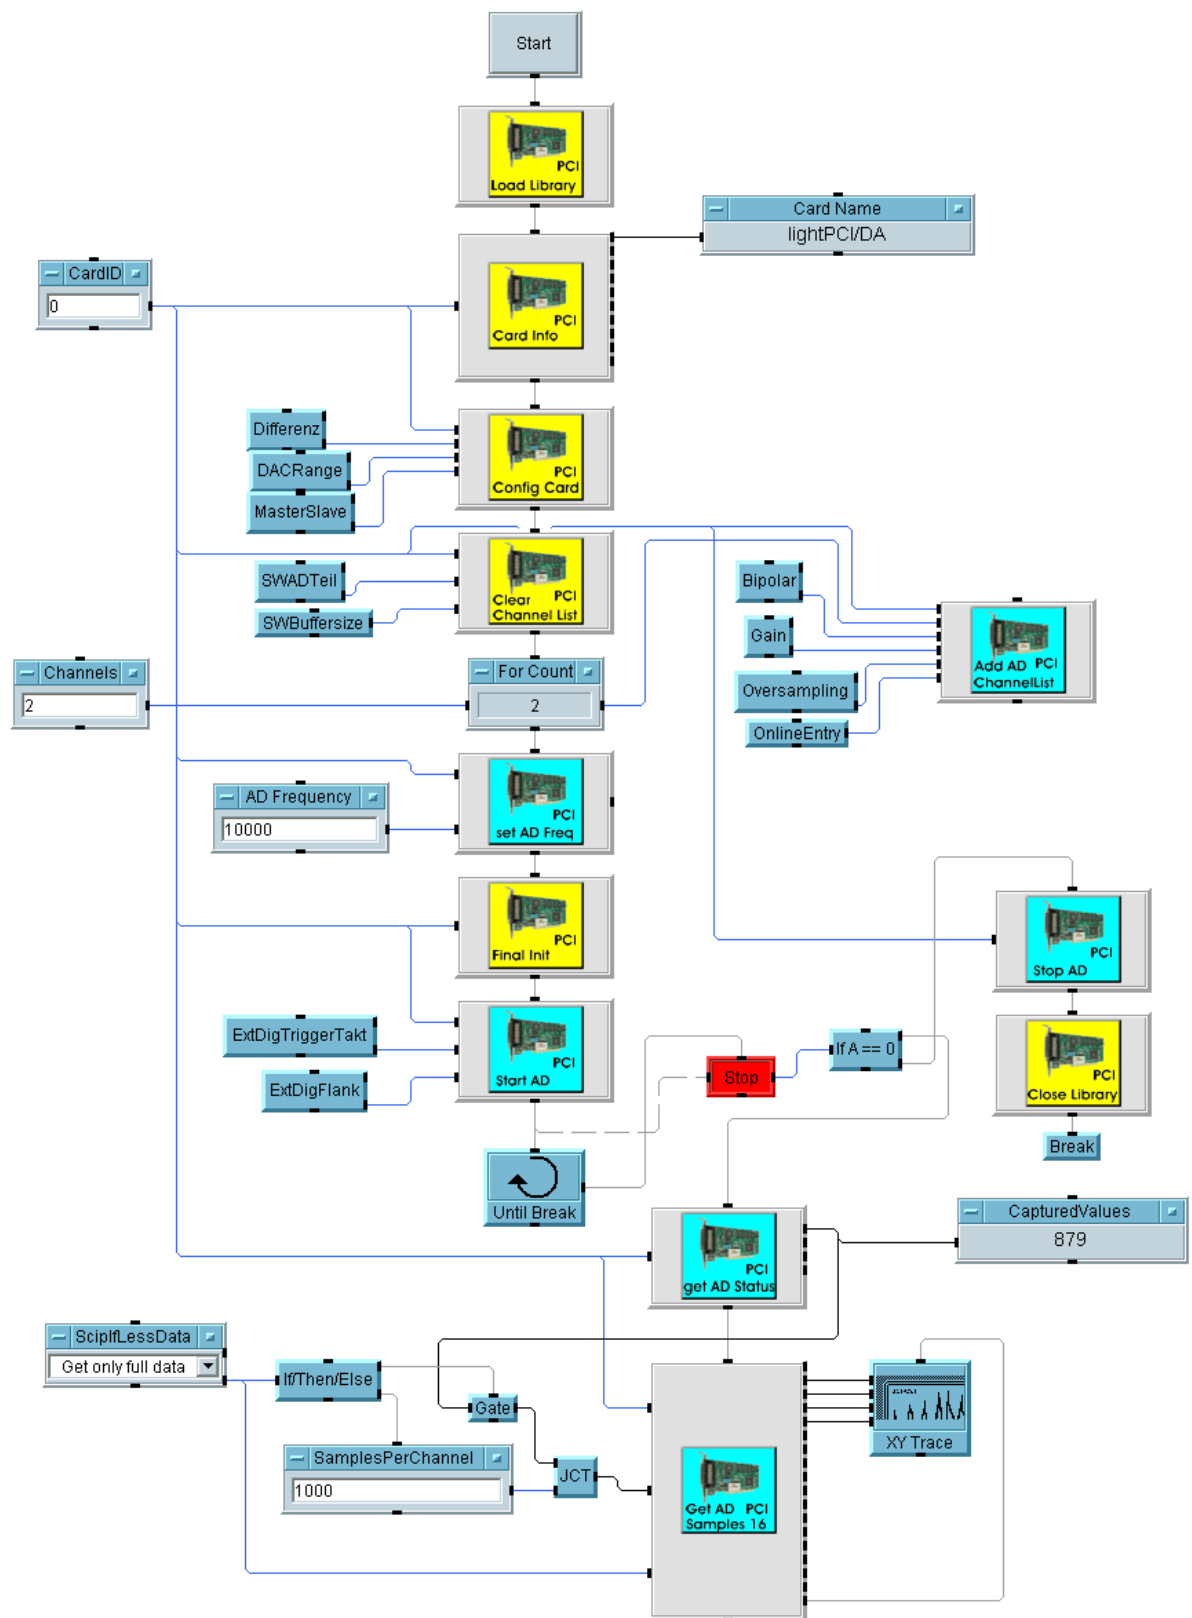 Start
PCI
Load Library
Card Name
lightPCI/DA
CardID
0
PCI
Card Info
Differenz
DACRange
MasterSlave
PCI
Config Card
SWADTeil
SWBuffersize
PCI
Clear
Channel List
Bipolar
Gain
Oversampling
OnlineEntry
Add AD PCI
ChannelList
Channels
2
For Count
2
AD Frequency
10000
PCI
set AD Freq
PCI
Final Init
PCI
Stop AD
ExtDigTriggerTakt
ExtDigFlank
PCI
Start AD
Stop
If A == 0
PCI
Close Library
Break
Until Break
PCI
get AD Status
CapturedValues
879
ScipIfLessData
Get only full data
If/Then/Else
Gate
SamplesPerChannel
1000
JCT
Get AD PCI
Samples 16
XY Trace